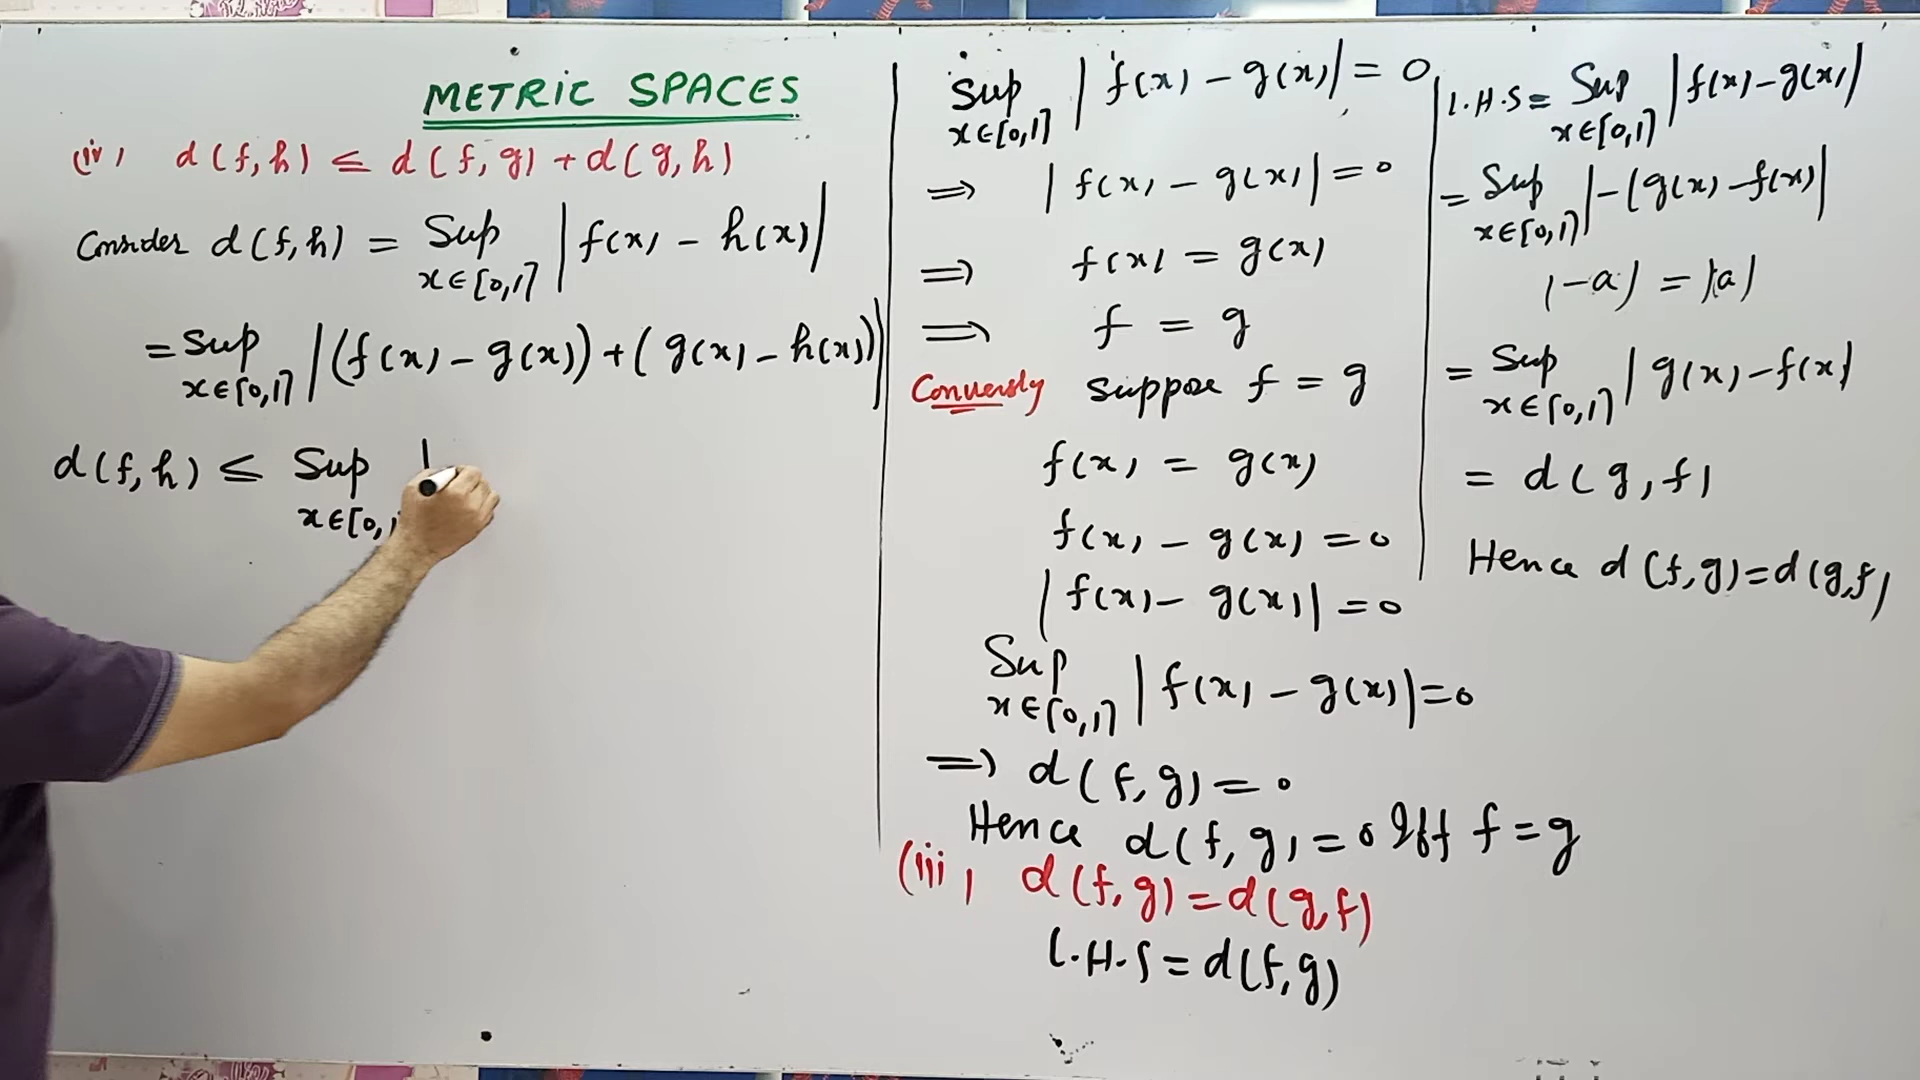 METRIC SPACES
(iv) d(f,h) ≤ d(f,g) + d(g,h)
Consider d(f,h) = Sup x∈[0,1] |f(x) - h(x)|
= Sup x∈[0,1] |(f(x) - g(x)) + (g(x) - h(x))|
d(f,h) ≤ Sup x∈[0, |
Sup x∈[0,1] |f(x) - g(x)| = 0
⇒ |f(x) - g(x)| = 0
⇒ f(x) = g(x)
⇒ f = g
Conversly suppose f = g
f(x) = g(x)
f(x) - g(x) = 0
|f(x) - g(x)| = 0
Sup x∈[0,1] |f(x) - g(x)| = 0
⇒ d(f,g) = 0
Hence d(f,g) = 0 Iff f = g
(iii) d(f,g) = d(g,f)
L.H.S = d(f,g)
L.H.S = Sup x∈[0,1] |f(x) - g(x)|
= Sup x∈[0,1] |-(g(x) - f(x)|
|-a| = |a|
= Sup x∈[0,1] |g(x) - f(x)|
= d(g,f)
Hence d(f,g) = d(g,f)